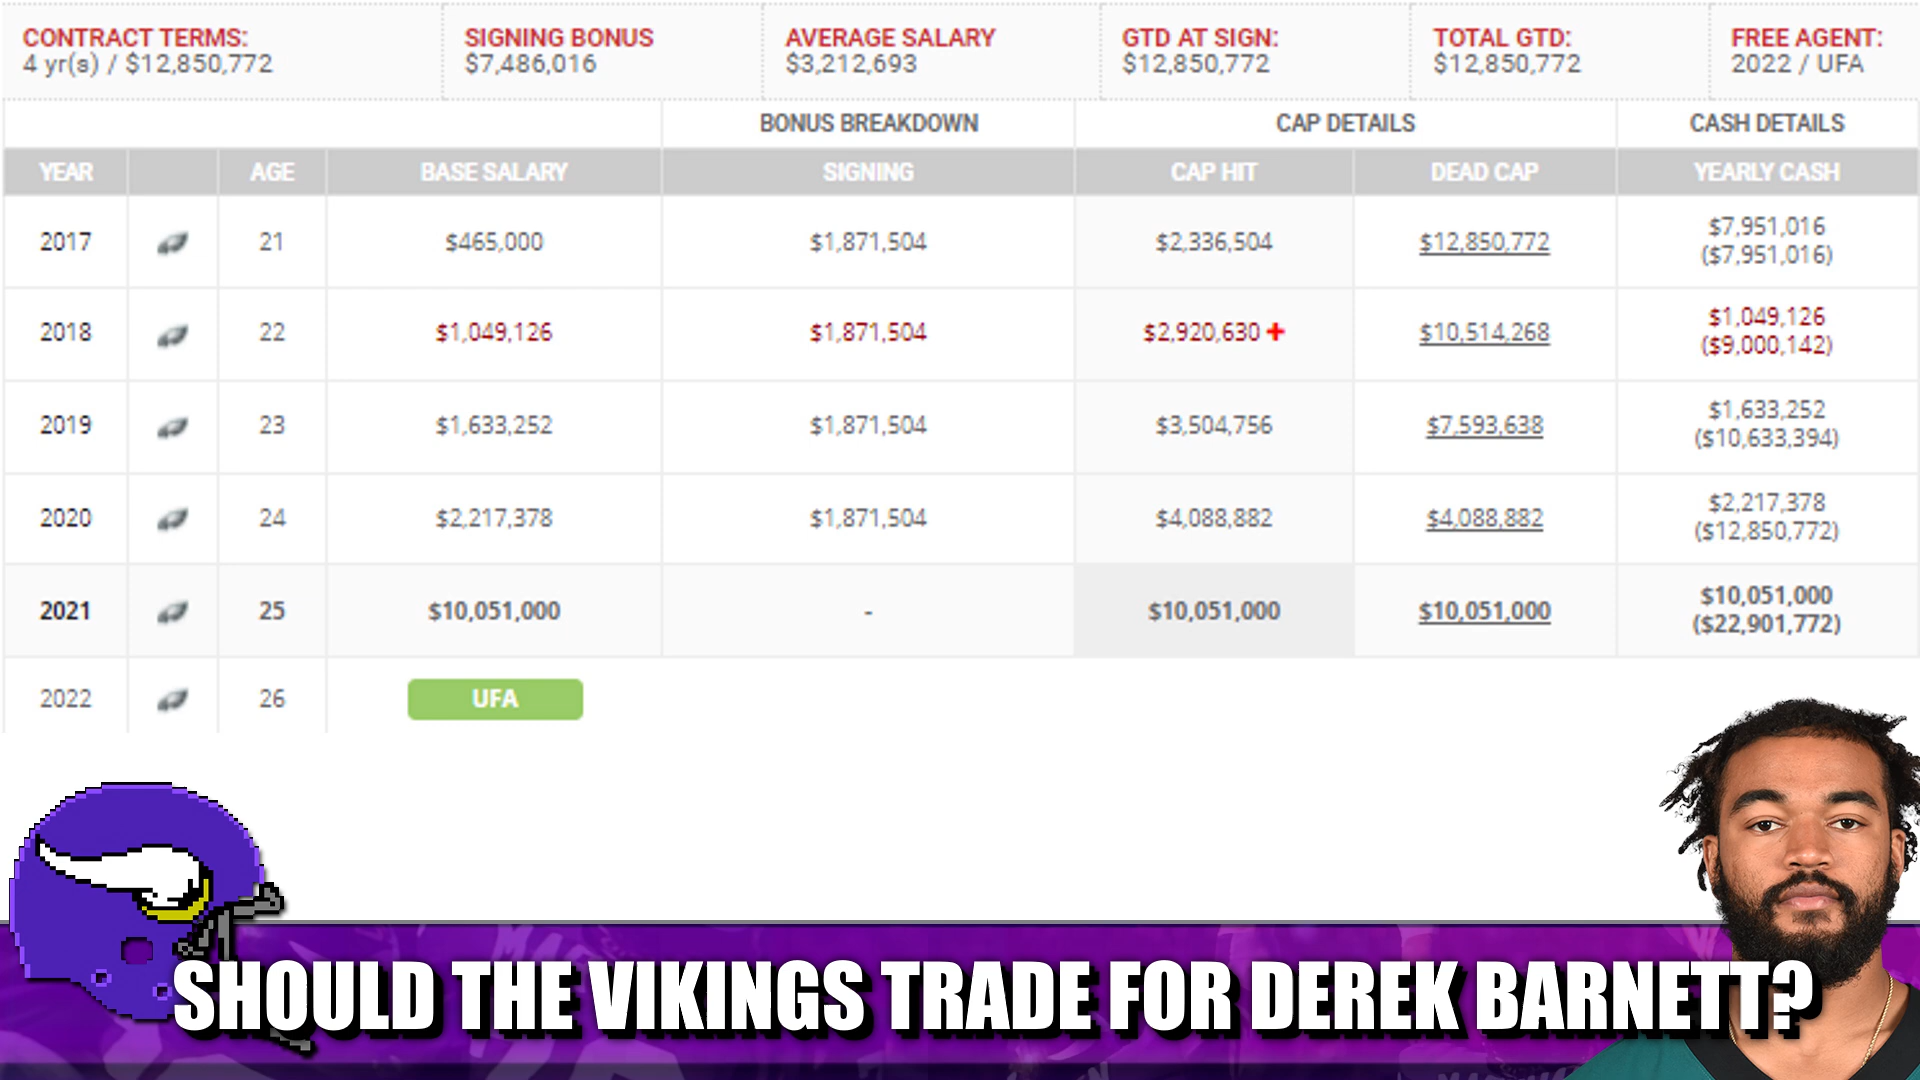 CONTRACT TERMS: SIGNING BONUS AVERAGE SALARY GTD AT SIGN: TOTAL GTD: FREE AGENT:
4 yr(s) / $12,850,772 $7,486,016 $3,212,693 $12,850,772 $12,850,772 2022 / UFA
BONUS BREAKDOWN CAP DETAILS CASH DETAILS
YEAR AGE BASE SALARY SIGNING CAP HIT DEAD CAP YEARLY CASH
2017 21 $465,000 $1,871,504 $2,336,504 $12,850,772 $7,951,016
($7,951,016)
2018 22 $1,049,126 $1,871,504 $2,920,630 + $10,514,268 $1,049,126
($9,000,142)
2019 23 $1,633,252 $1,871,504 $3,504,756 $7,593,638 $1,633,252
($10,633,394)
2020 24 $2,217,378 $1,871,504 $4,088,882 $4,088,882 $2,217,378
($12,850,772)
2021 25 $10,051,000 - $10,051,000 $10,051,000 $10,051,000
($22,901,772)
2022 26 UFA
SHOULD THE VIKINGS TRADE FOR DEREK BARNETT?